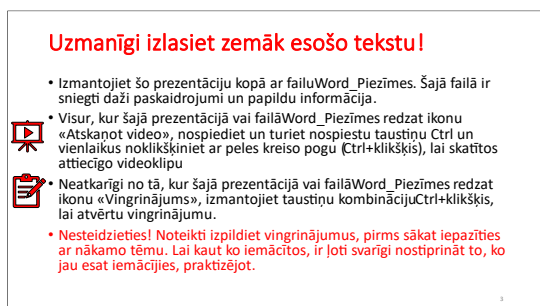 Uzmanīgi izlasiet zemāk esošo tekstu!
• Izmantojiet šo prezentāciju kopā ar failuWord_Piezīmes. Šajā failā ir
sniegti daži paskaidrojumi un papildu informācija.
• Visur, kur šajā prezentācijā vai failāWord_Piezīmes redzat ikonu
«Atskaņot video», nospiediet un turiet nospiestu taustiņu Ctrl un
vienlaikus noklikšķiniet ar peles kreiso pogu (Ctrl+klikšķis), lai skatītos
attiecīgo videoklipu
• Neatkarīgi no tā, kur šajā prezentācijā vai failāWord_Piezīmes redzat
ikonu «Vingrinājums», izmantojiet taustiņu kombinācijuCtrl+klikšķis,
lai atvērtu vingrinājumu.
• Nesteidzieties! Noteikti izpildiet vingrinājumus, pirms sākat iepazīties
ar nākamo tēmu. Lai kaut ko iemācītos, ir ļoti svarīgi nostiprināt to, ko
jau esat iemācījies, praktizējot.
3